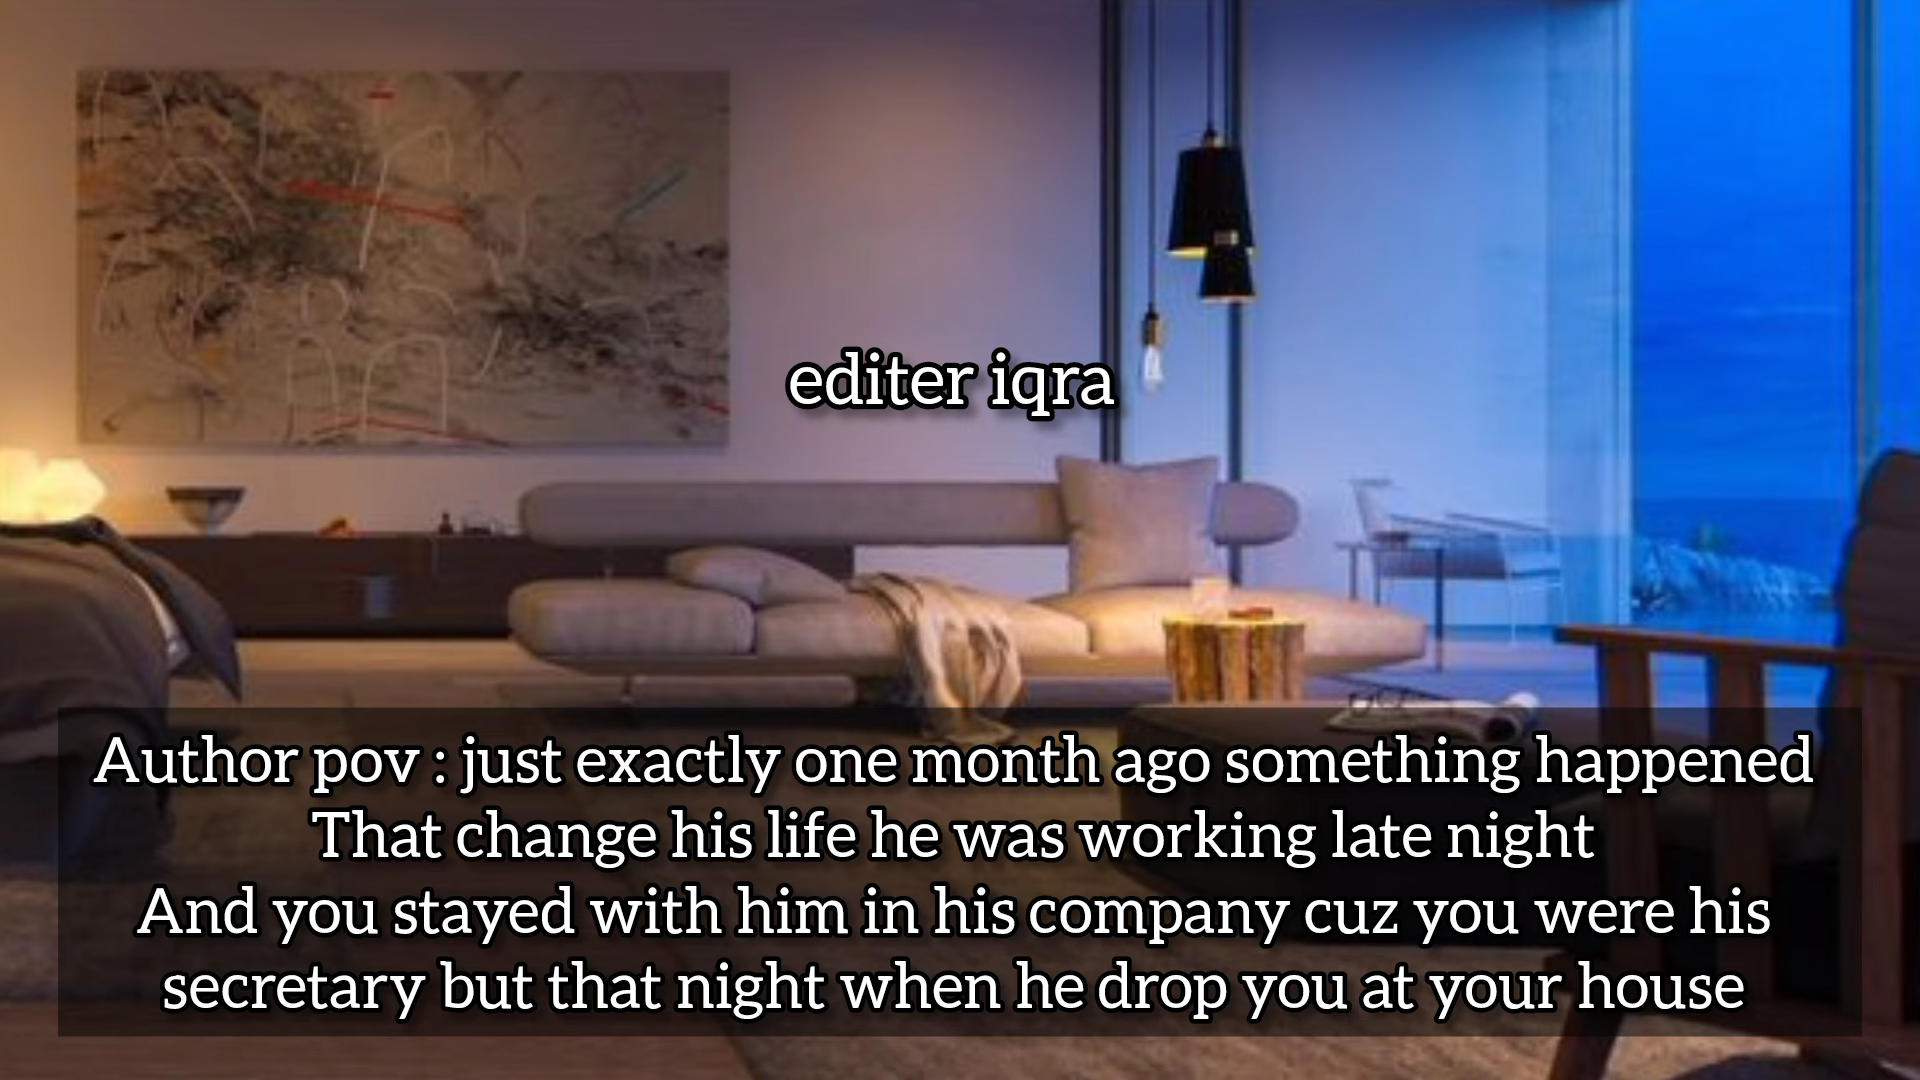 editer iqra
Author pov : just exactly one month ago something happened
That change his life he was working late night
And you stayed with him in his company cuz you were his
secretary but that night when he drop you at your house